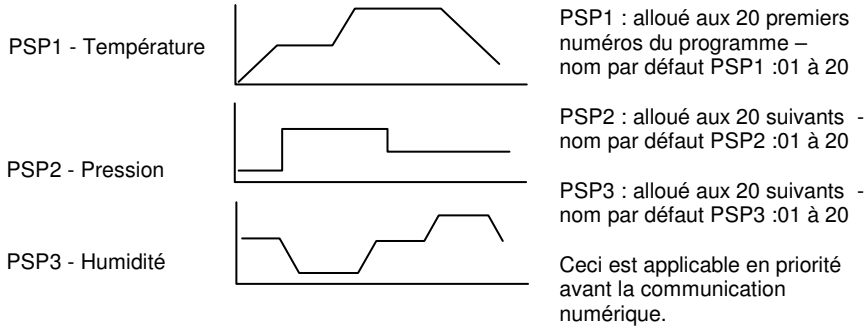 PSP1 - Température
PSP2 - Pression
PSP3 - Humidité
PSP1 : alloué aux 20 premiers
numéros du programme –
nom par défaut PSP1 :01 à 20
PSP2 : alloué aux 20 suivants -
nom par défaut PSP2 :01 à 20
PSP3 : alloué aux 20 suivants -
nom par défaut PSP3 :01 à 20
Ceci est applicable en priorité
avant la communication
numérique.